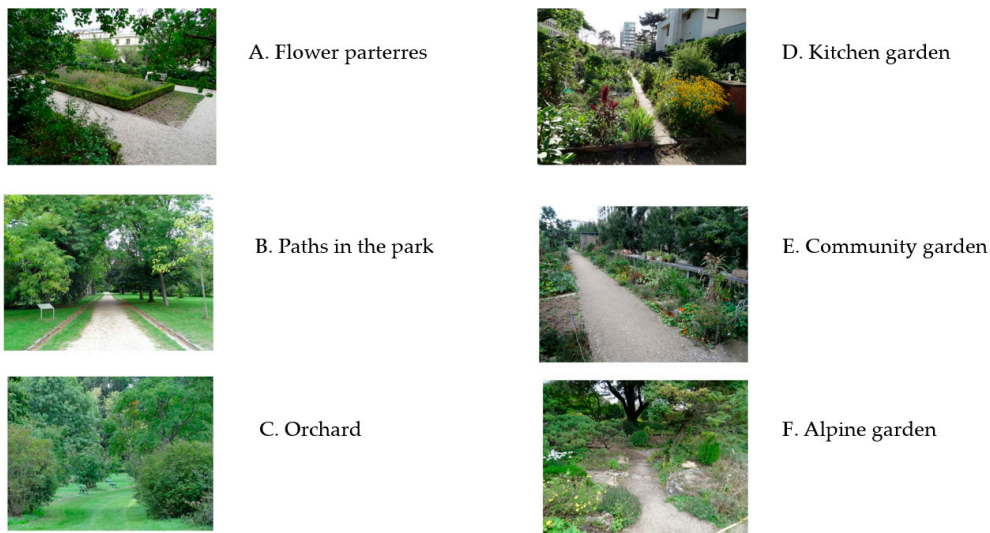 A. Flower parterres
D. Kitchen garden
B. Paths in the park
E. Community garden
C. Orchard
F. Alpine garden